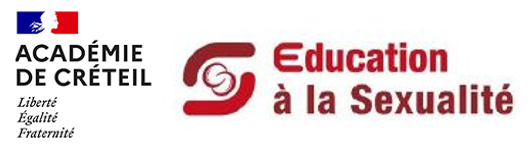 ACADÉMIE
DE CRÉTEIL
Liberté
Égalité
Fraternité
Education
à la Sexualité